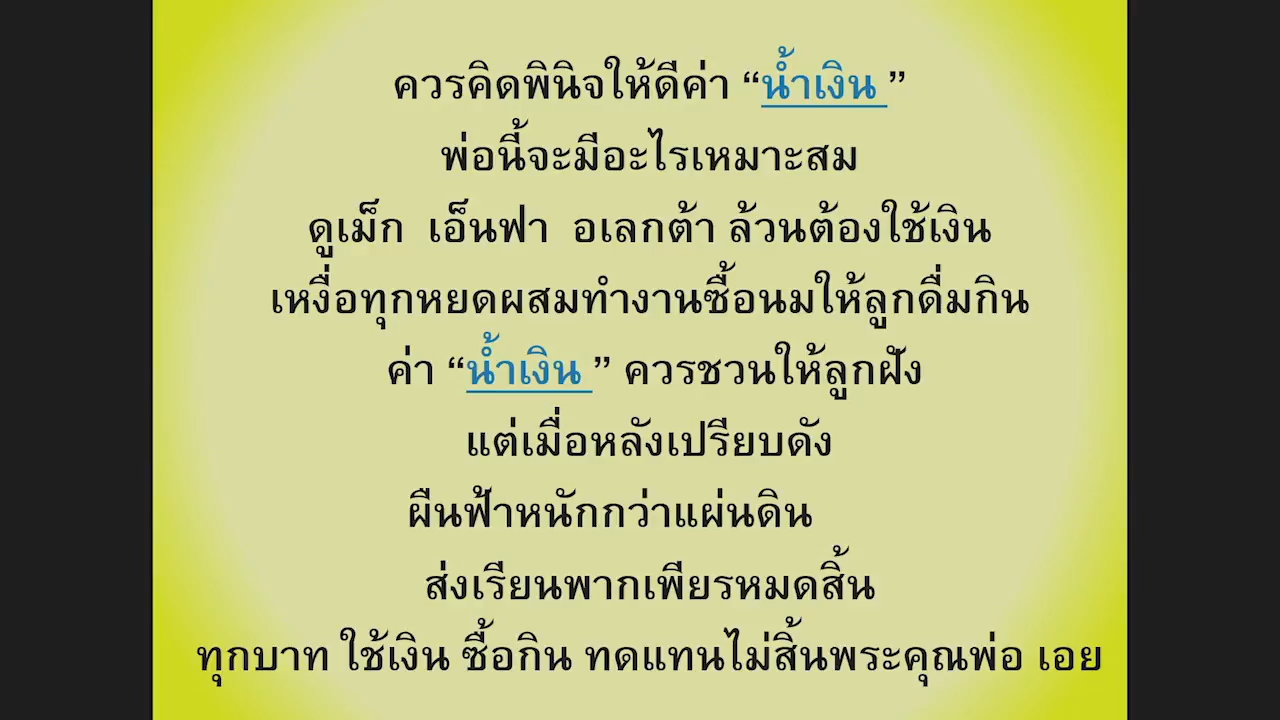 ควรคิดพินิจให้ดีค่า “น้ำเงิน ”
พ่อนี้จะมีอะไรเหมาะสม
ดูเม็ก เอ็นฟา อเลกต้า ล้วนต้องใช้เงิน
เหงื่อทุกหยดผสมทำงานซื้อนมให้ลูกดื่มกิน
ค่า “น้ำเงิน ” ควรชวนให้ลูกฝัง
แต่เมื่อหลังเปรียบดัง
ผืนฟ้าหนักกว่าแผ่นดิน
ส่งเรียนพากเพียรหมดสิ้น
ทุกบาท ใช้เงิน ซื้อกิน ทดแทนไม่สิ้นพระคุณพ่อ เอย